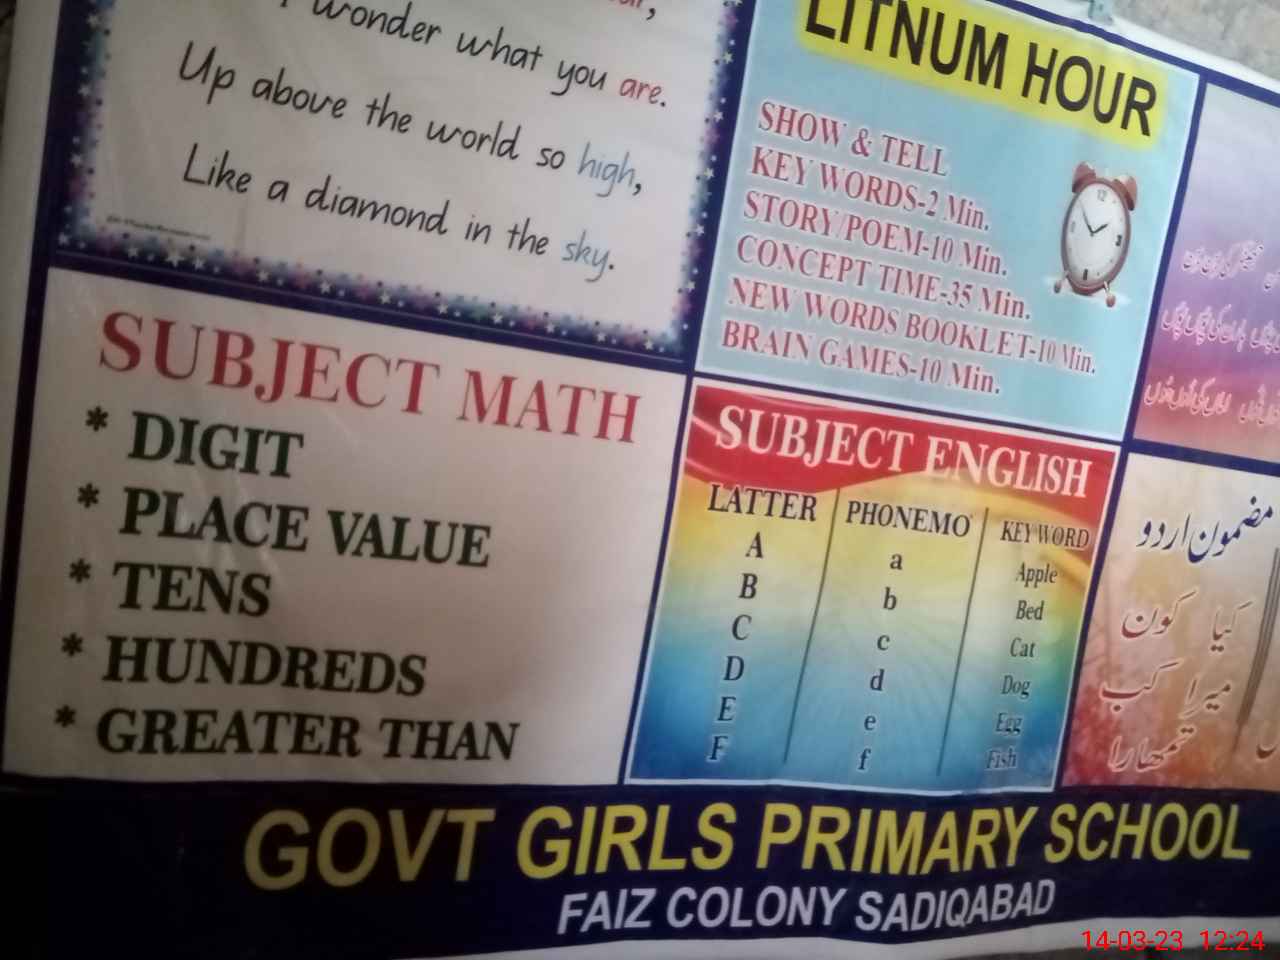 I wonder what you are.
Up above the world so high,
Like a diamond in the sky.
LITNUM HOUR
SHOW & TELL
KEY WORDS-2 Min.
STORY/POEM-10 Min.
CONCEPT TIME-35 Min.
NEW WORDS BOOKLET-10 Min.
BRAIN GAMES-10 Min.
12
SUBJECT MATH
* DIGIT
* PLACE VALUE
* TENS
* HUNDREDS
* GREATER THAN
SUBJECT ENGLISH
LATTER PHONEMO KEY WORD
A a Apple
B b Bed
C c Cat
D d Dog
E e Egg
F f Fish
مضمون اردو
کیا کون
میرا کب
تمھارا
GOVT GIRLS PRIMARY SCHOOL
FAIZ COLONY SADIQABAD
14-03-23 12:24